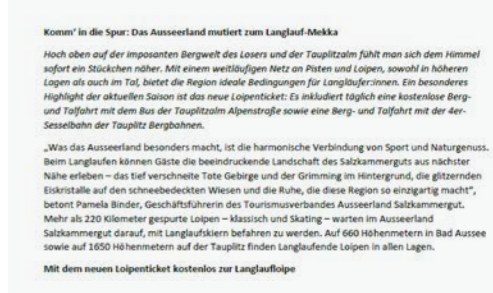 Komm' in die Spur: Das Ausseerland mutiert zum Langlauf-Mekka
Hoch oben auf der imposanten Bergwelt des Losers und der Tauplitzalm fühlt man sich dem Himmel
sofort ein Stückchen näher. Mit einem weitläufigen Netz an Pisten und Loipen, sowohl in höheren
Lagen als auch im Tal, bietet die Region ideale Bedingungen für Langläufer:innen. Ein besonderes
Highlight der aktuellen Saison ist das neue Loipenticket: Es inkludiert täglich eine kostenlose Berg-
und Talfahrt mit dem Bus der Tauplitzalm Alpenstraße sowie eine Berg- und Talfahrt mit der 4er-
Sesselbahn der Tauplitz Bergbahnen.
„Was das Ausseerland besonders macht, ist die harmonische Verbindung von Sport und Naturgenuss.
Beim Langlaufen können Gäste die beeindruckende Landschaft des Salzkammerguts aus nächster
Nähe erleben – das tief verschneite Tote Gebirge und der Grimming im Hintergrund, die glitzernden
Eiskristalle auf den schneebedeckten Wiesen und die Ruhe, die diese Region so einzigartig macht",
betont Pamela Binder, Geschäftsführerin des Tourismusverbandes Ausseerland Salzkammergut.
Mehr als 220 Kilometer gespurte Loipen – klassisch und Skating – warten im Ausseerland
Salzkammergut darauf, mit Langlaufskiern befahren zu werden. Auf 660 Höhenmetern in Bad Aussee
sowie auf 1650 Höhenmetern auf der Tauplitz finden Langlaufende Loipen in allen Lagen.
Mit dem neuen Loipenticket kostenlos zur Langlaufloipe